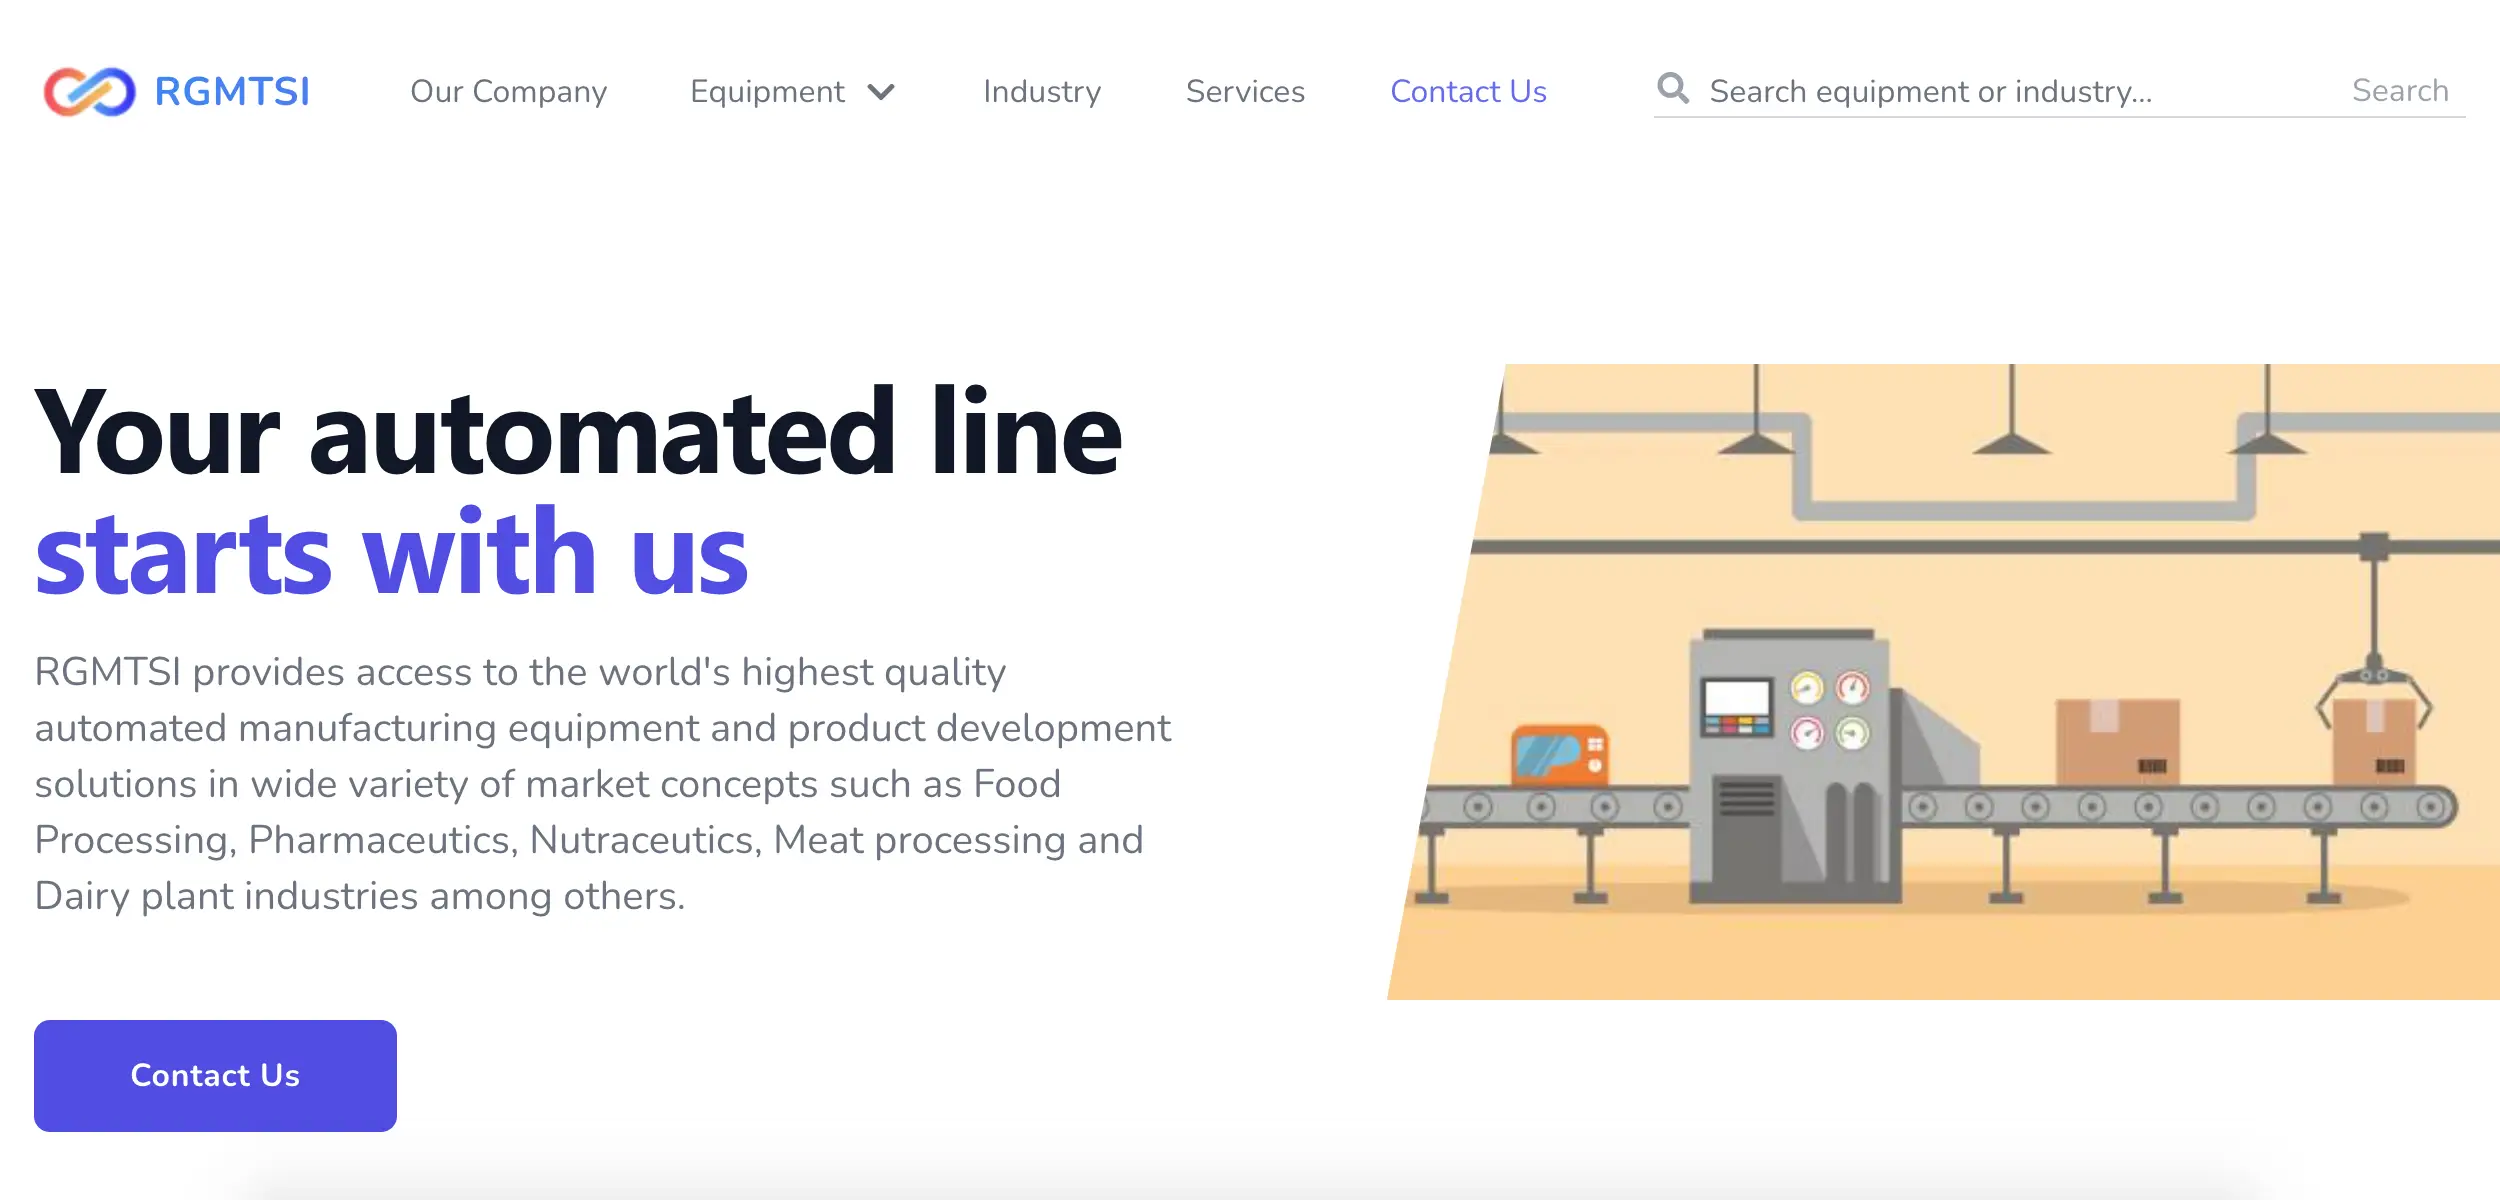 RGMTSI
Our Company
Equipment
Industry
Services
Contact Us
Search equipment or industry...
Search
Your automated line
starts with us
RGMTSI provides access to the world's highest quality
automated manufacturing equipment and product development
solutions in wide variety of market concepts such as Food
Processing, Pharmaceutics, Nutraceutics, Meat processing and
Dairy plant industries among others.
Contact Us